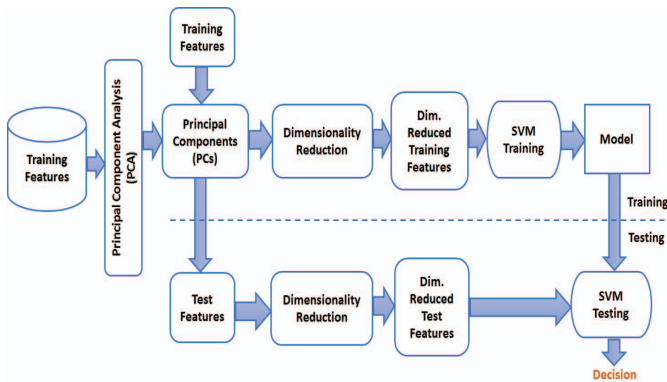 Training
Features
Training
Features
Principal Component Analysis
(PCA)
Principal
Components
(PCs)
Dimensionality
Reduction
Dim.
Reduced
Training
Features
SVM
Training
Model
Training
Testing
Test
Features
Dimensionality
Reduction
Dim.
Reduced
Test
Features
SVM
Testing
Decision